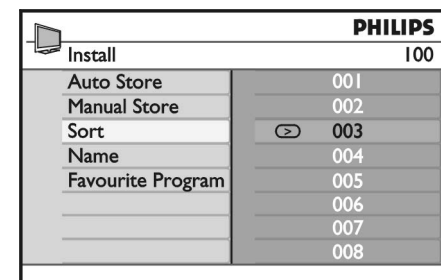 PHILIPS
Install 100
Auto Store 001
Manual Store 002
Sort 003
Name 004
Favourite Program 005
006
007
008